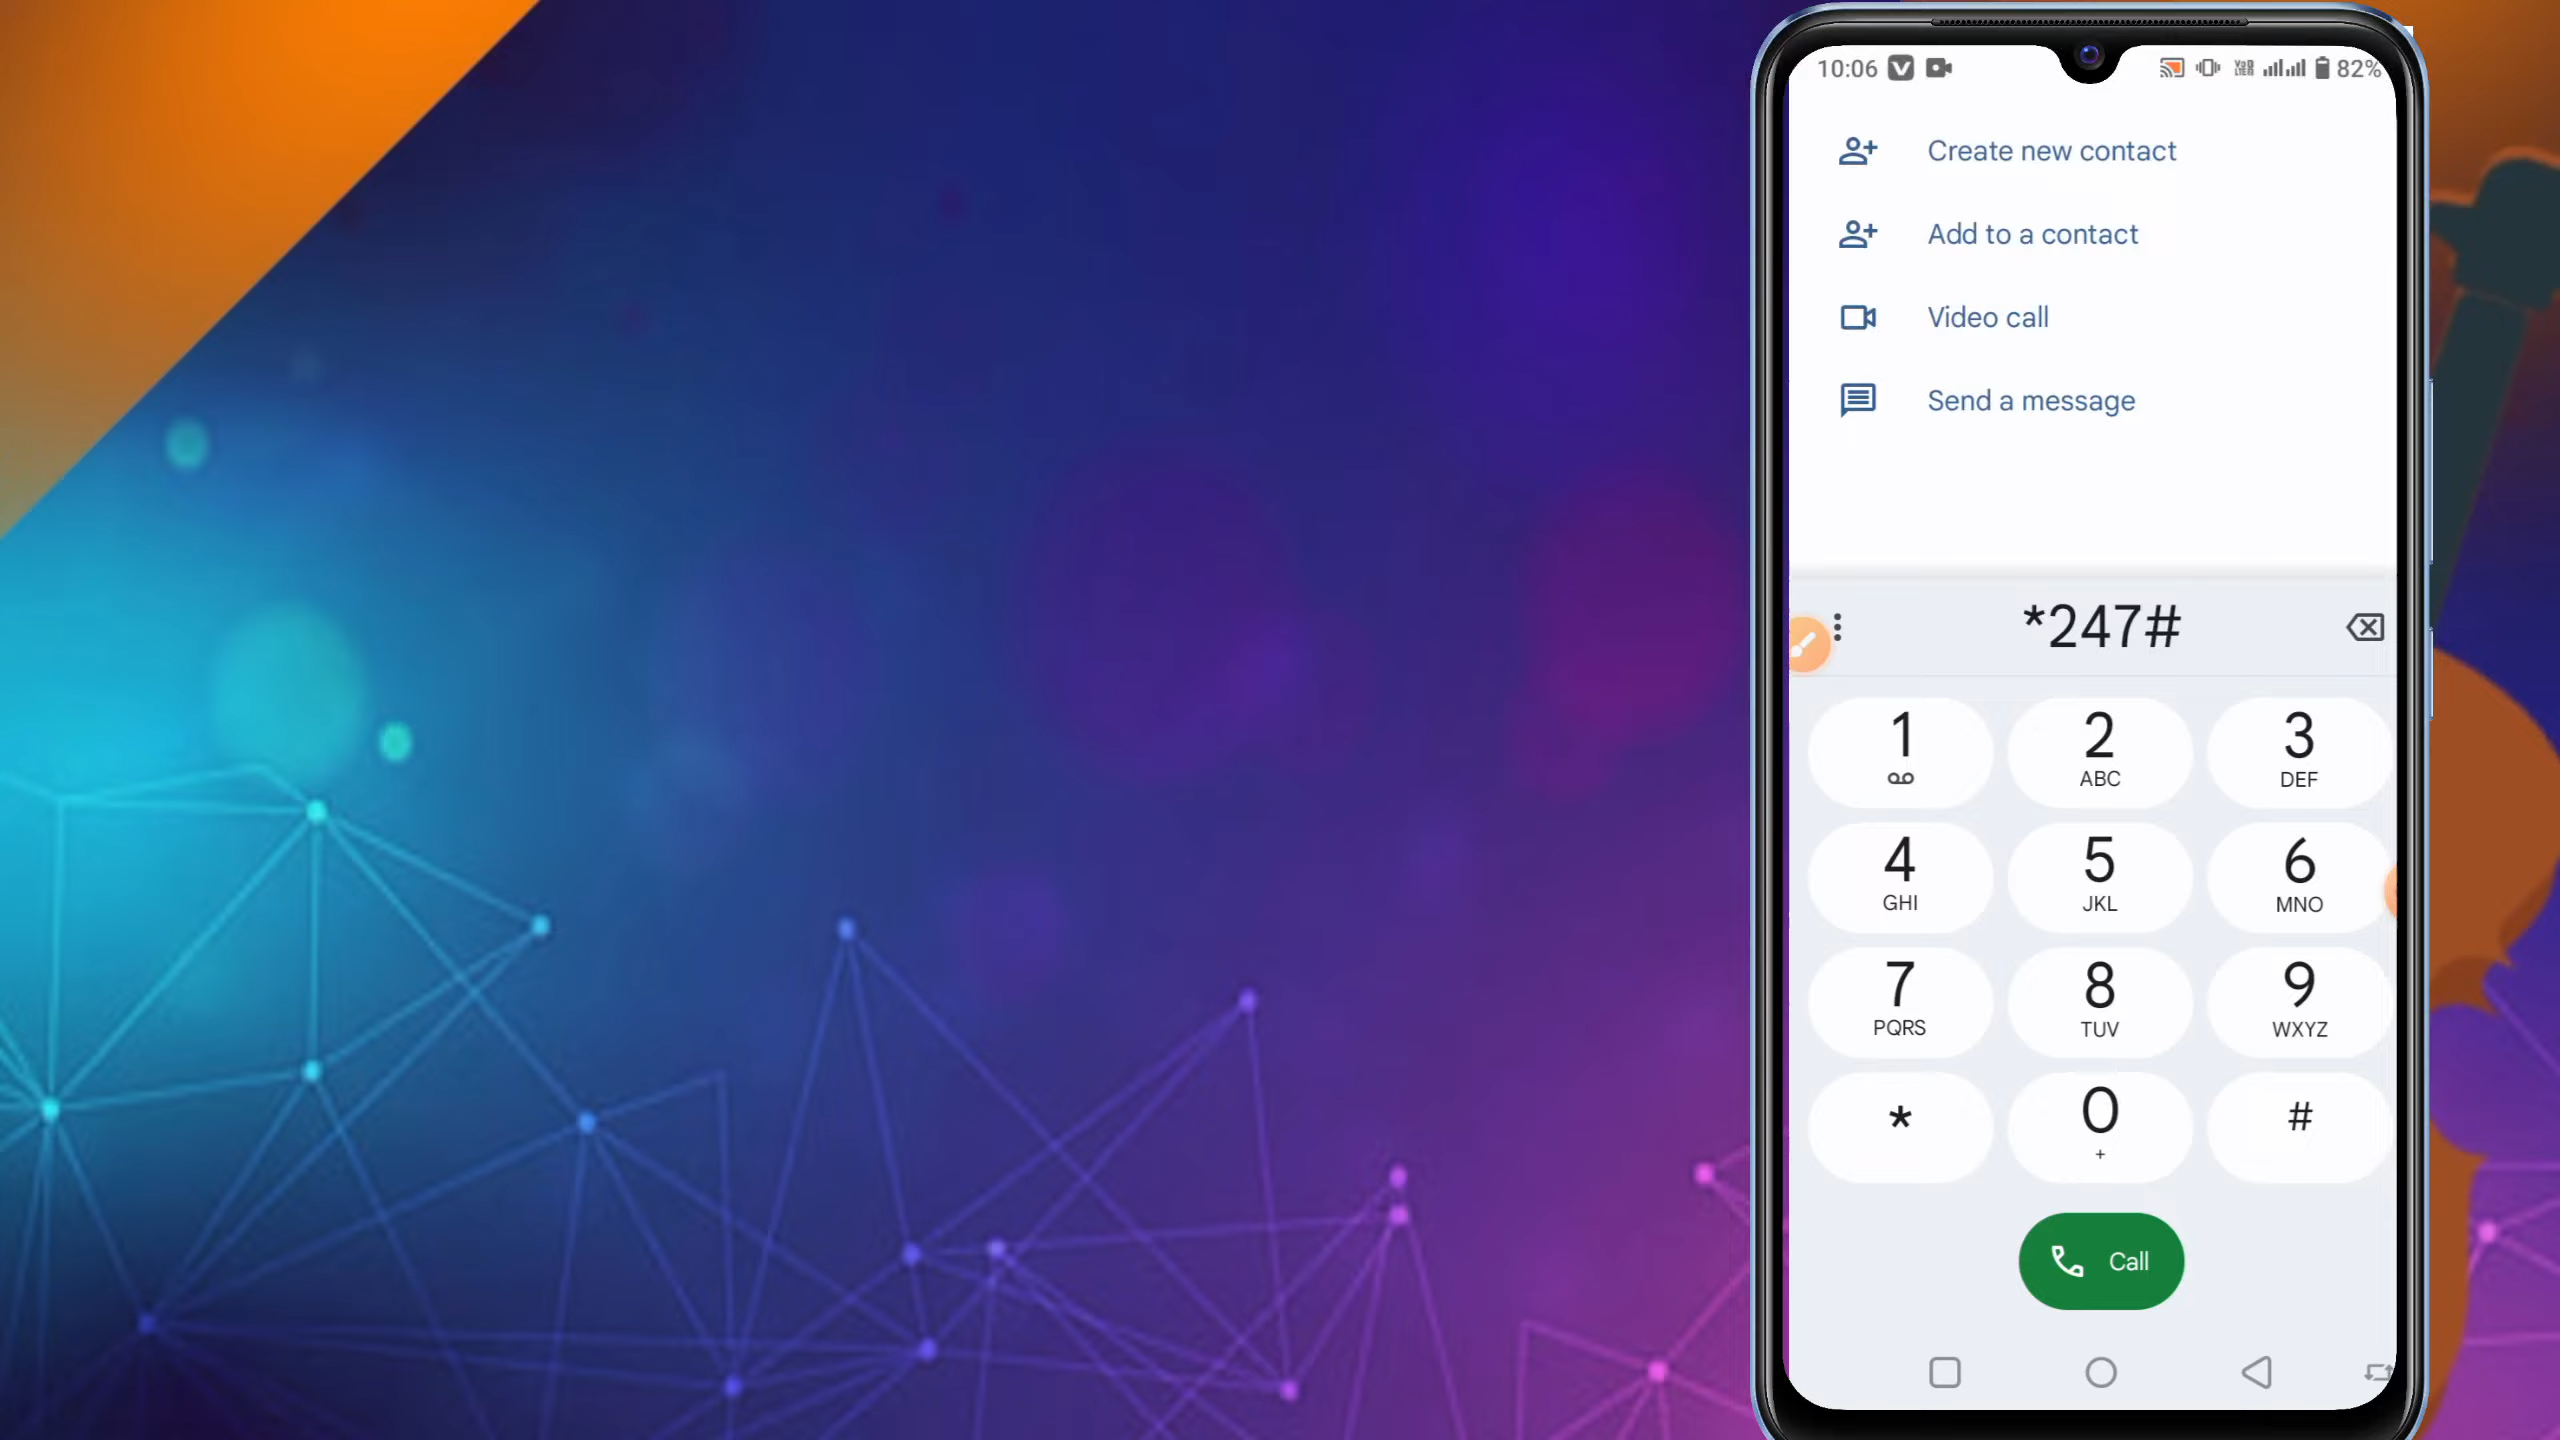 10:06
82%
Create new contact
Add to a contact
Video call
Send a message
*247#
1
2
3
ABC
DEF
4
5
6
GHI
JKL
MNO
7
8
9
PQRS
TUV
WXYZ
*
0
#
+
Call